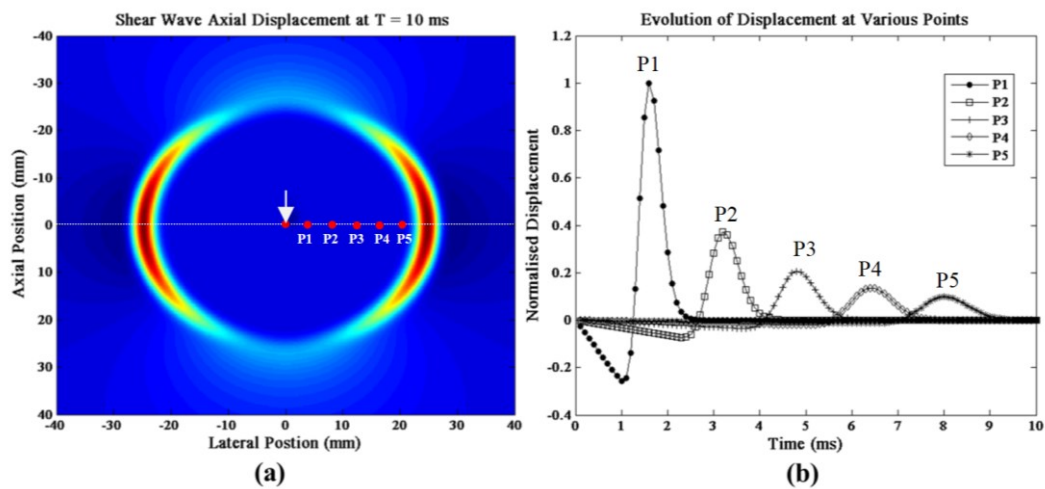 Shear Wave Axial Displacement at T = 10 ms
Axial Position (mm)
-40
-30
-20
-10
0
10
20
30
40
P1 P2 P3 P4 P5
-40 -30 -20 -10 0 10 20 30 40
Lateral Postion (mm)
(a)
Evolution of Displacement at Various Points
Normalised Displacement
1.2
1
0.8
0.6
0.4
0.2
0
-0.2
-0.4
P1
P2
P3
P4
P5
P1
P2
P3
P4
P5
0 1 2 3 4 5 6 7 8 9 10
Time (ms)
(b)